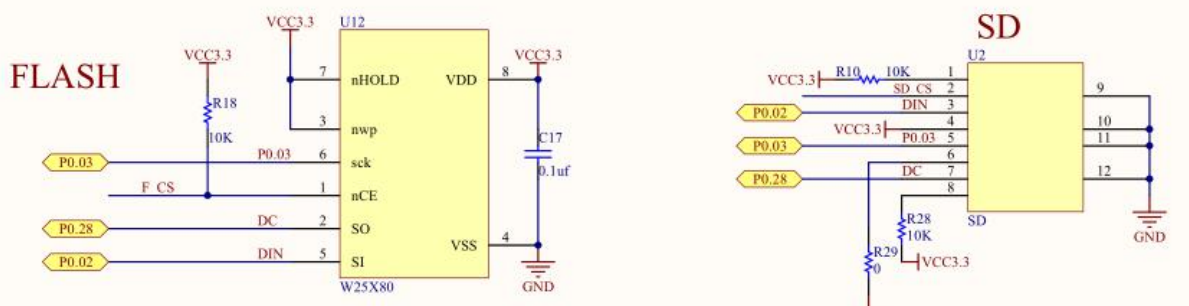 FLASH
VCC3.3
R18
10K
VCC3.3
U12
7 nHOLD
3 nwp
P0.03 P0.03 6 sck
F_CS 1 nCE
P0.28 DC 2 SO
P0.02 DIN 5 SI
VDD 8
VSS 4
W25X80
VCC3.3
C17
0.1uf
GND
SD
U2
VCC3.3 R10 10K 1
SD_CS 2
P0.02 DIN 3
VCC3.3 4
P0.03 P0.03 5
6
P0.28 DC 7
8
9
10
11
12
SD
R28
10K
VCC3.3
R29
0
GND